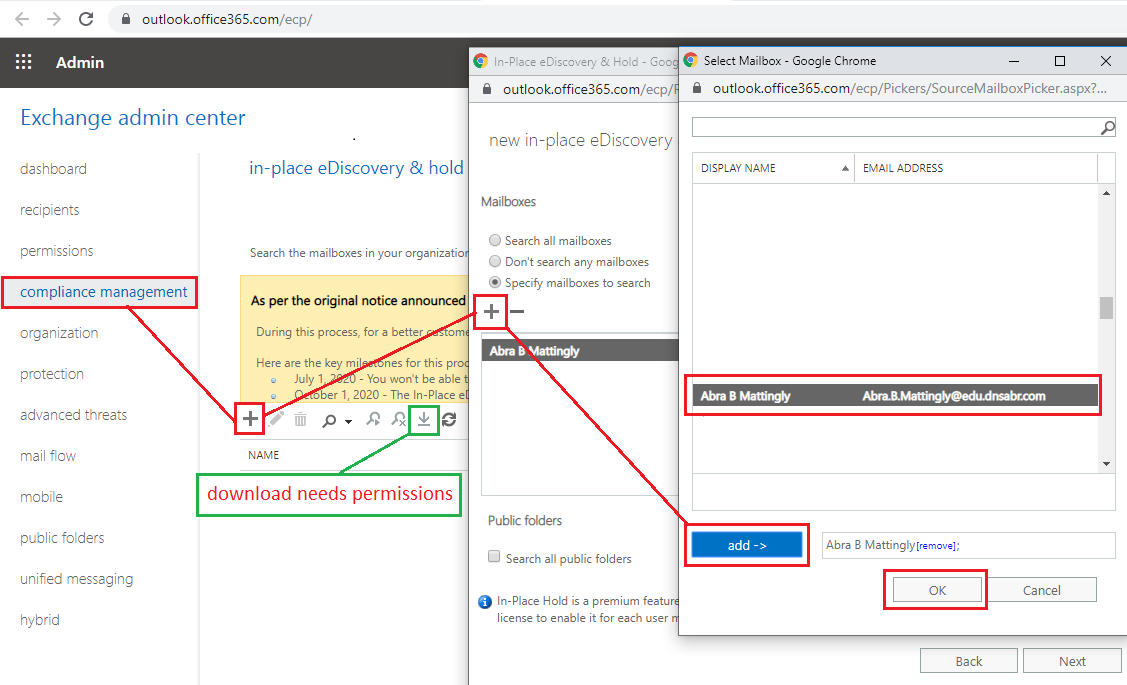 outlook.office365.com/ecp/
Admin
Exchange admin center
dashboard
recipients
permissions
compliance management
organization
protection
advanced threats
mail flow
mobile
public folders
unified messaging
hybrid
in-place eDiscovery & hold
Search the mailboxes in your organization
As per the original notice announced
During this process, for a better custome
Here are the key milestones for this proc
July 1, 2020 - You won't be able t
October 1, 2020 - The In-Place eD
NAME
download needs permissions
In-Place eDiscovery & Hold - Goog
outlook.office365.com/ecp/
new in-place eDiscovery
Mailboxes
Search all mailboxes
Don't search any mailboxes
Specify mailboxes to search
Abra B Mattingly
Public folders
Search all public folders
In-Place Hold is a premium feature
license to enable it for each user m
Back
Next
Select Mailbox - Google Chrome
outlook.office365.com/ecp/Pickers/SourceMailboxPicker.aspx?...
DISPLAY NAME
EMAIL ADDRESS
Abra B Mattingly Abra.B.Mattingly@edu.dnsabr.com
add ->
Abra B Mattingly[remove];
OK
Cancel